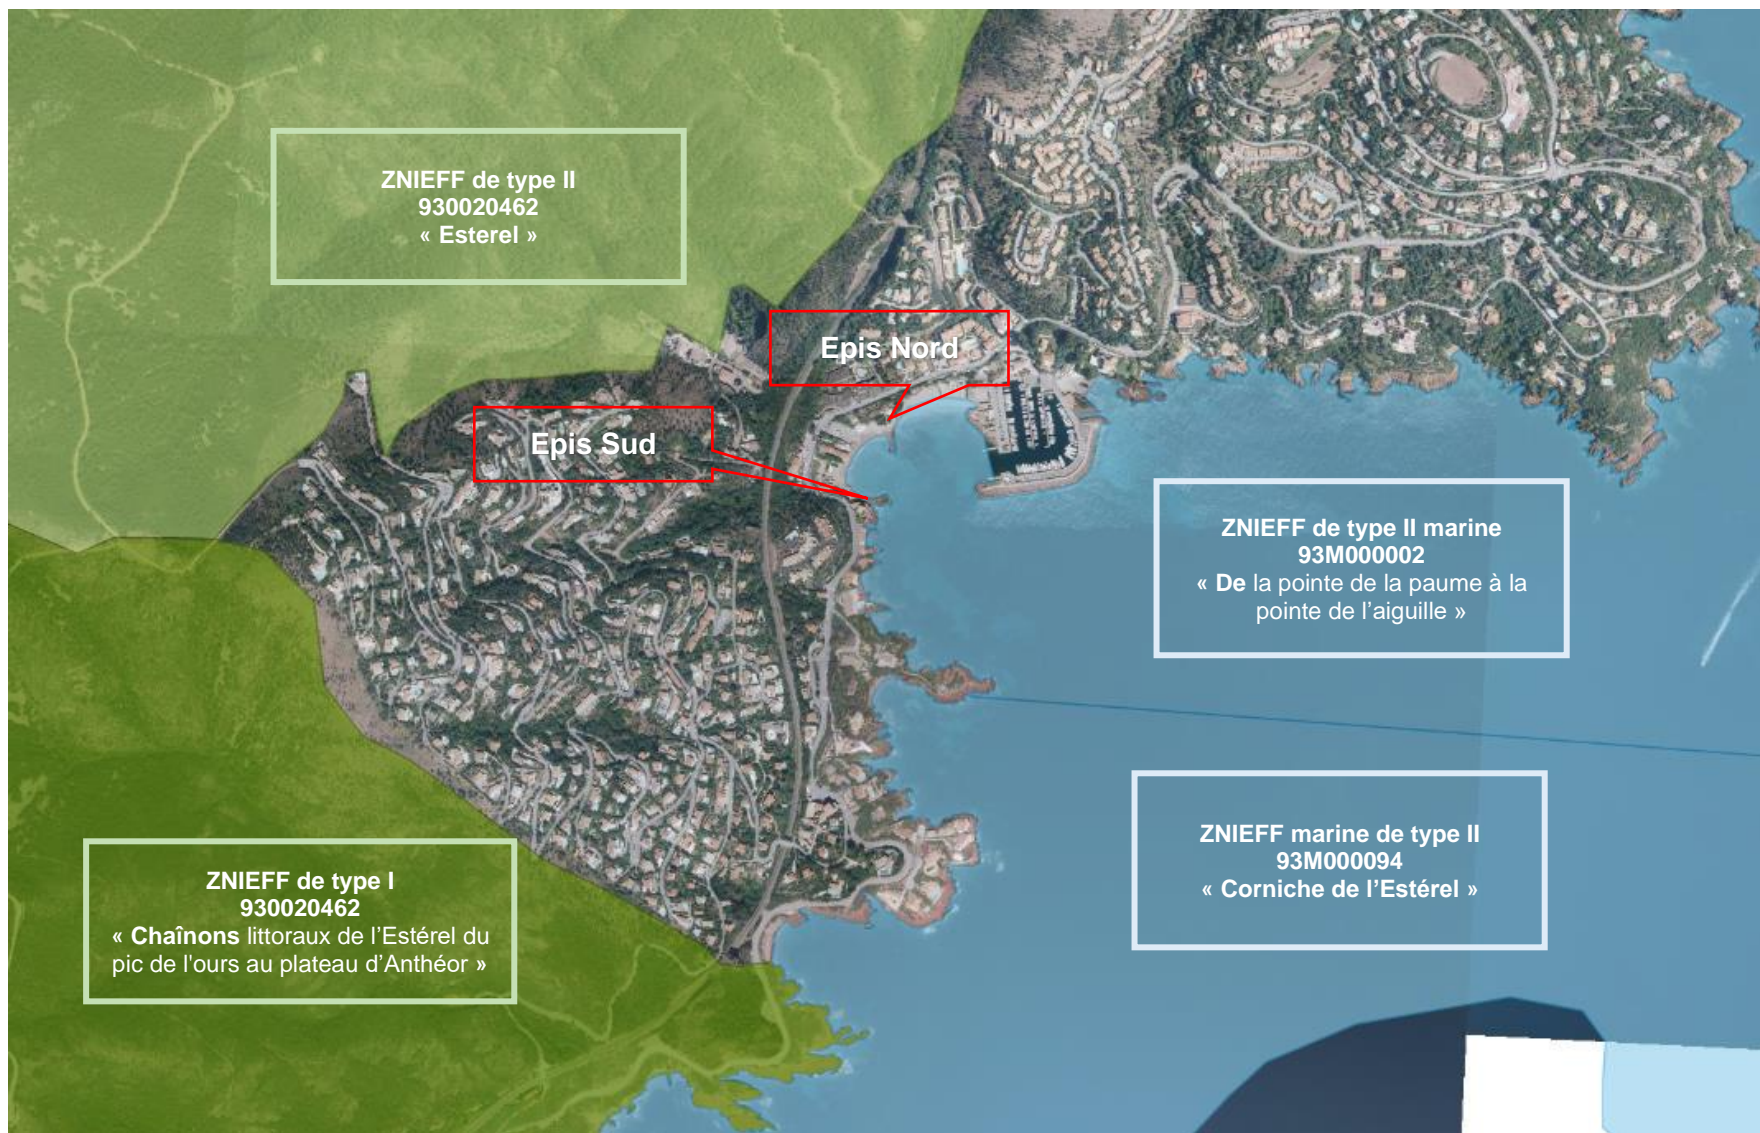 ZNIEFF de type II
930020462
« Esterel »
Epis Nord
Epis Sud
ZNIEFF de type II marine
93M000002
« De la pointe de la paume à la
pointe de l’aiguille »
ZNIEFF marine de type II
93M000094
« Corniche de l’Estérel »
ZNIEFF de type I
930020462
« Chaînons littoraux de l’Estérel du
pic de l'ours au plateau d’Anthéor »